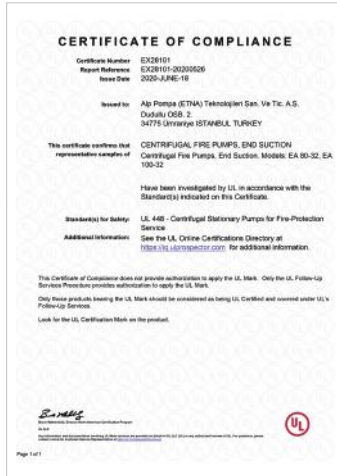 CERTIFICATE OF COMPLIANCE
Certificate Number EX28101
Report Reference EX28101-20200526
Issue Date 2020-JUNE-18
Issued to: Alp Pompa (ETNA) Teknolojileri San. Ve Tic. A.S.
Dudullu OSB. 2.
34775 Ümraniye ISTANBUL TURKEY
This certificate confirms that CENTRIFUGAL FIRE PUMPS, END SUCTION
representative samples of Centrifugal Fire Pumps, End Suction, Models: EA 80-32, EA
100-32
Have been investigated by UL in accordance with the
Standard(s) indicated on this Certificate.
Standard(s) for Safety: UL 448 - Centrifugal Stationary Pumps for Fire-Protection
Service
Additional Information: See the UL Online Certifications Directory at
https://iq.ulprospector.com for additional information.
This Certificate of Compliance does not provide authorization to apply the UL Mark. Only the UL Follow-Up
Services Procedure provides authorization to apply the UL Mark.
Only those products bearing the UL Mark should be considered as being UL Certified and covered under UL's
Follow-Up Services.
Look for the UL Certification Mark on the product.
UL
Page 1 of 1